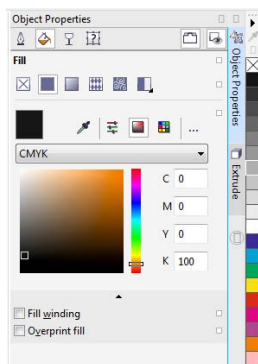 Object Properties
Fill
CMYK
C 0
M 0
Y 0
K 100
Fill winding
Overprint fill
Object Properties
Extrude